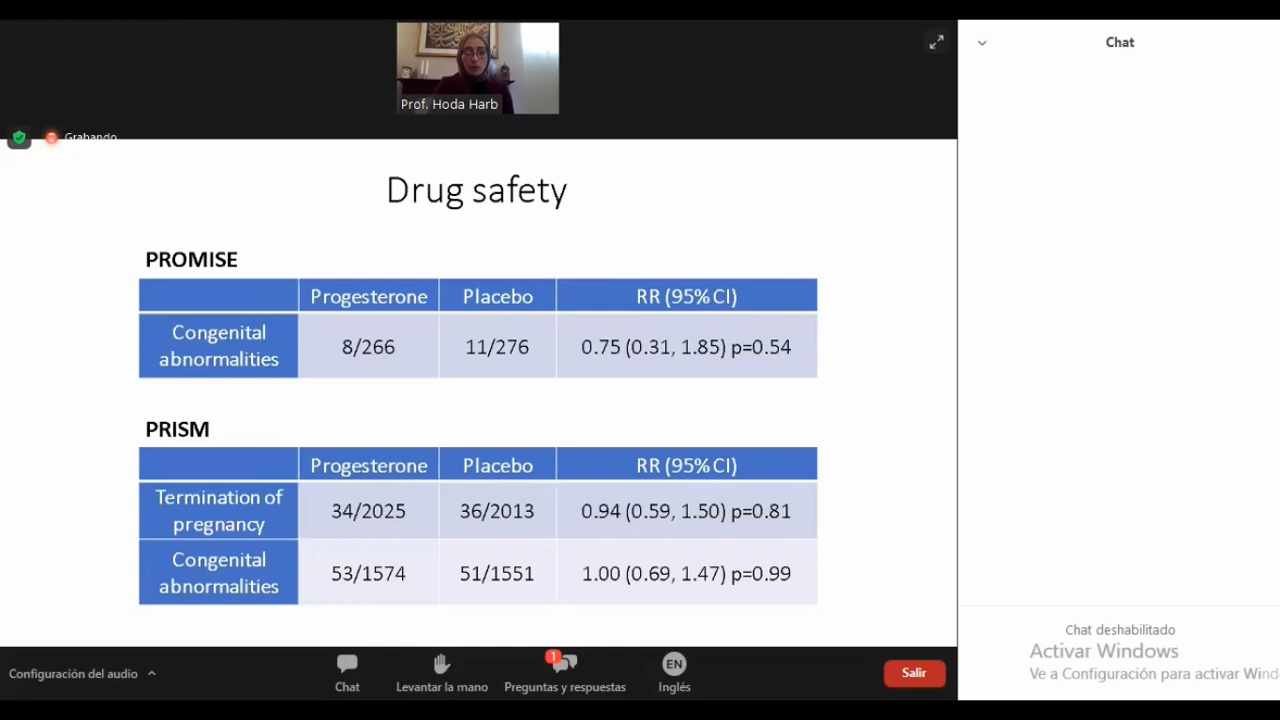 Chat
Prof. Hoda Harb
Grabando
Drug safety
PROMISE
Progesterone Placebo RR (95% CI)
Congenital
abnormalities
8/266 11/276 0.75 (0.31, 1.85) p=0.54
PRISM
Progesterone Placebo RR (95% CI)
Termination of
pregnancy
34/2025 36/2013 0.94 (0.59, 1.50) p=0.81
Congenital
abnormalities
53/1574 51/1551 1.00 (0.69, 1.47) p=0.99
Chat deshabilitado
Activar Windows
Ve a Configuración para activar Wind
Configuración del audio
Chat
Levantar la mano
1
Preguntas y respuestas
EN
Inglés
Salir